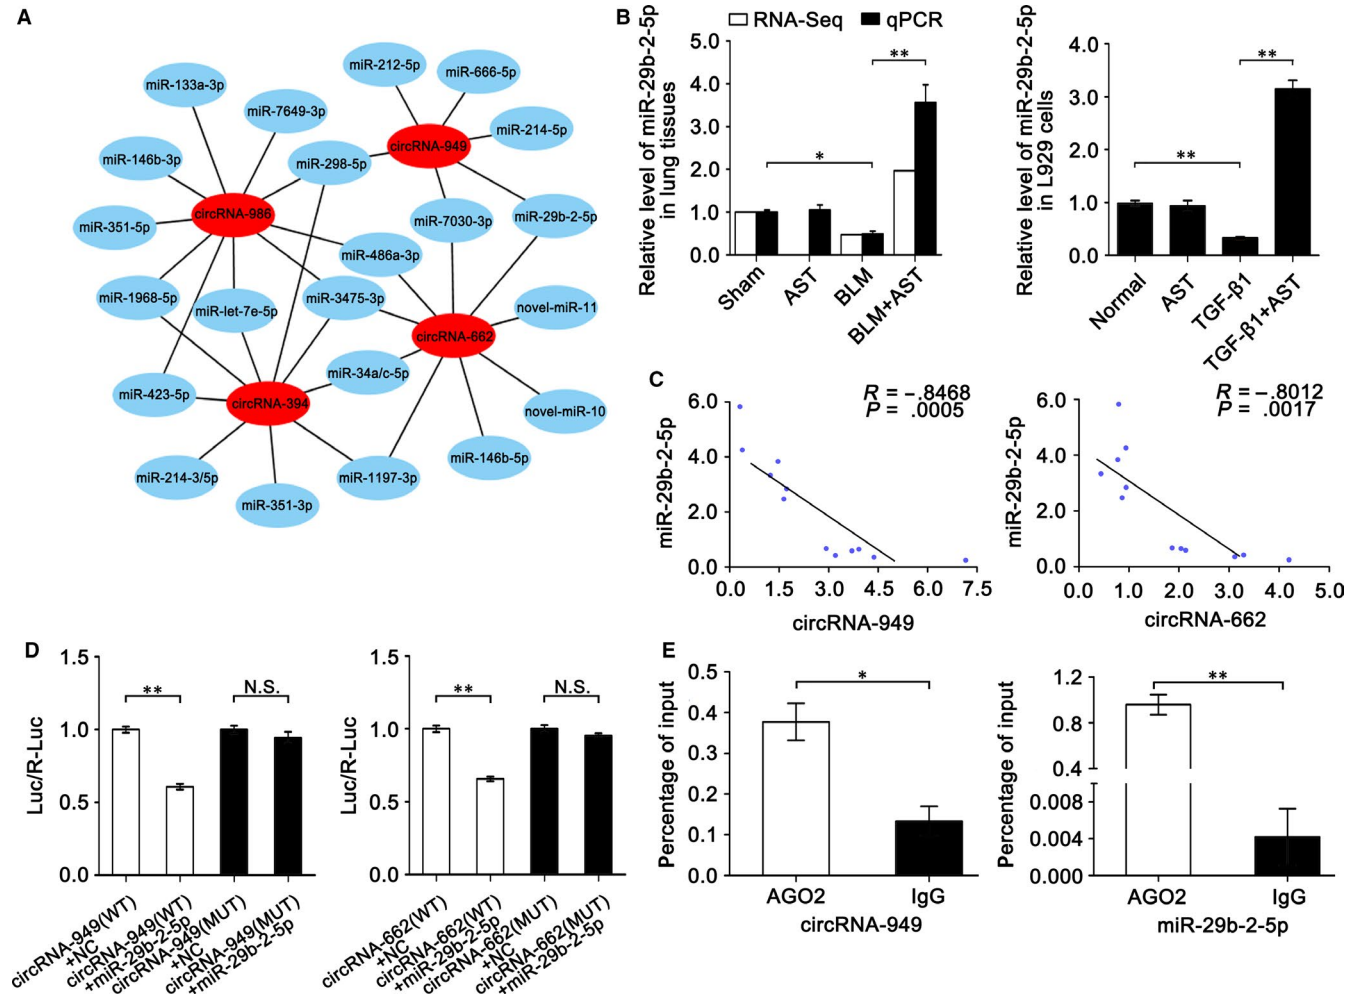 A
miR-212-5p
miR-666-5p
miR-133a-3p
miR-7649-3p
miR-214-5p
circRNA-949
miR-146b-3p
miR-298-5p
circRNA-986
miR-351-5p
miR-7030-3p
miR-29b-2-5p
miR-486a-3p
miR-1968-5p
miR-let-7e-5p
miR-3475-3p
novel-miR-11
circRNA-662
miR-34a/c-5p
miR-423-5p
circRNA-394
novel-miR-10
miR-146b-5p
miR-214-3/5p
miR-1197-3p
miR-351-3p
B
RNA-Seq qPCR
Relative level of miR-29b-2-5p
in lung tissues
5.0
4.0
3.0
2.0
1.0
0.0
*
**
Sham
AST
BLM
BLM+AST
Relative level of miR-29b-2-5p
in L929 cells
4.0
3.0
2.0
1.0
0.0
**
**
Normal
AST
TGF-β1
TGF-β1+AST
C
miR-29b-2-5p
6.0
4.0
2.0
0.0
R = -.8468
P = .0005
0.0 1.5 3.0 4.5 6.0 7.5
circRNA-949
miR-29b-2-5p
6.0
4.0
2.0
0.0
R = -.8012
P = .0017
0.0 1.0 2.0 3.0 4.0 5.0
circRNA-662
D
Luc/R-Luc
1.5
1.0
0.5
0.0
**
N.S.
circRNA-949(WT)
+NC
circRNA-949(WT)
+miR-29b-2-5p
circRNA-949(MUT)
+NC
circRNA-949(MUT)
+miR-29b-2-5p
Luc/R-Luc
1.5
1.0
0.5
0.0
**
N.S.
circRNA-662(WT)
+NC
circRNA-662(WT)
+miR-29b-2-5p
circRNA-662(MUT)
+NC
circRNA-662(MUT)
+miR-29b-2-5p
E
Percentage of input
0.5
0.4
0.3
0.2
0.1
0.0
*
AGO2 IgG
circRNA-949
Percentage of input
1.2
0.8
0.4
0.008
0.004
0.000
**
AGO2 IgG
miR-29b-2-5p